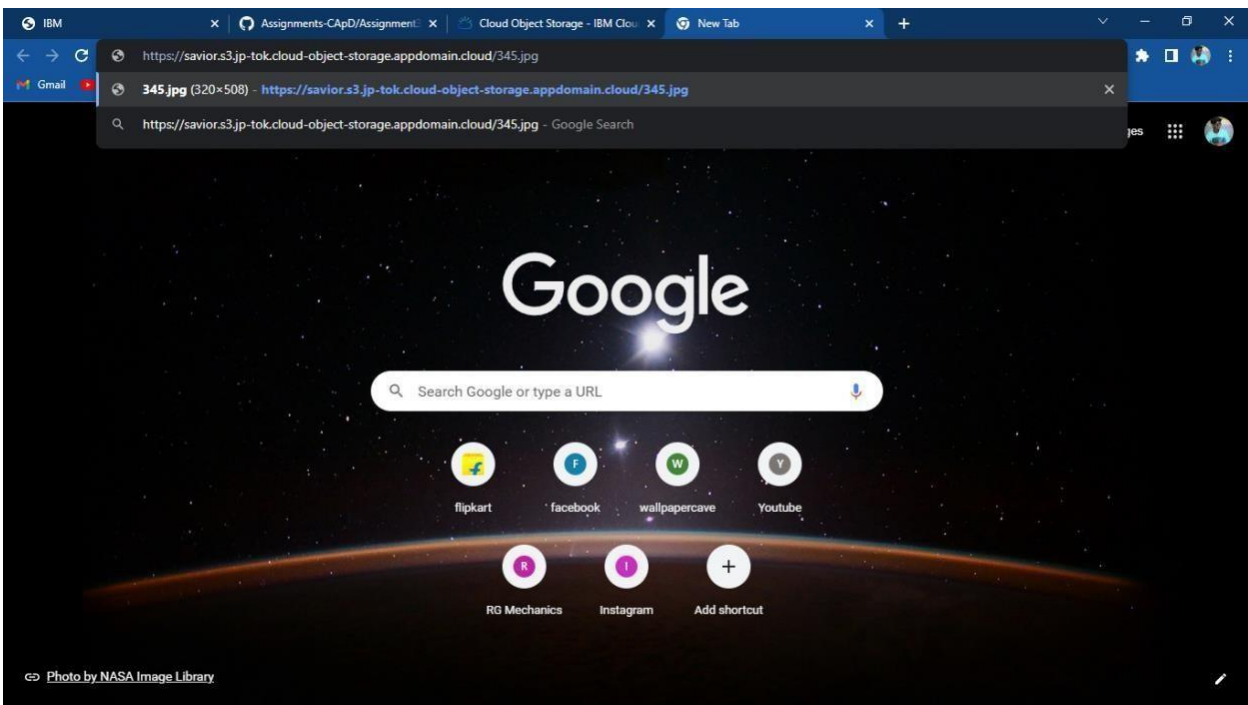 IBM
Assignments-CApD/Assignment3
Cloud Object Storage - IBM Clou
New Tab
https://savior.s3.jp-tok.cloud-object-storage.appdomain.cloud/345.jpg
Gmail
345.jpg (320×508) - https://savior.s3.jp-tok.cloud-object-storage.appdomain.cloud/345.jpg
https://savior.s3.jp-tok.cloud-object-storage.appdomain.cloud/345.jpg - Google Search
ges
Google
Search Google or type a URL
F
W
Y
flipkart facebook wallpapercave Youtube
R
I
RG Mechanics Instagram Add shortcut
Photo by NASA Image Library